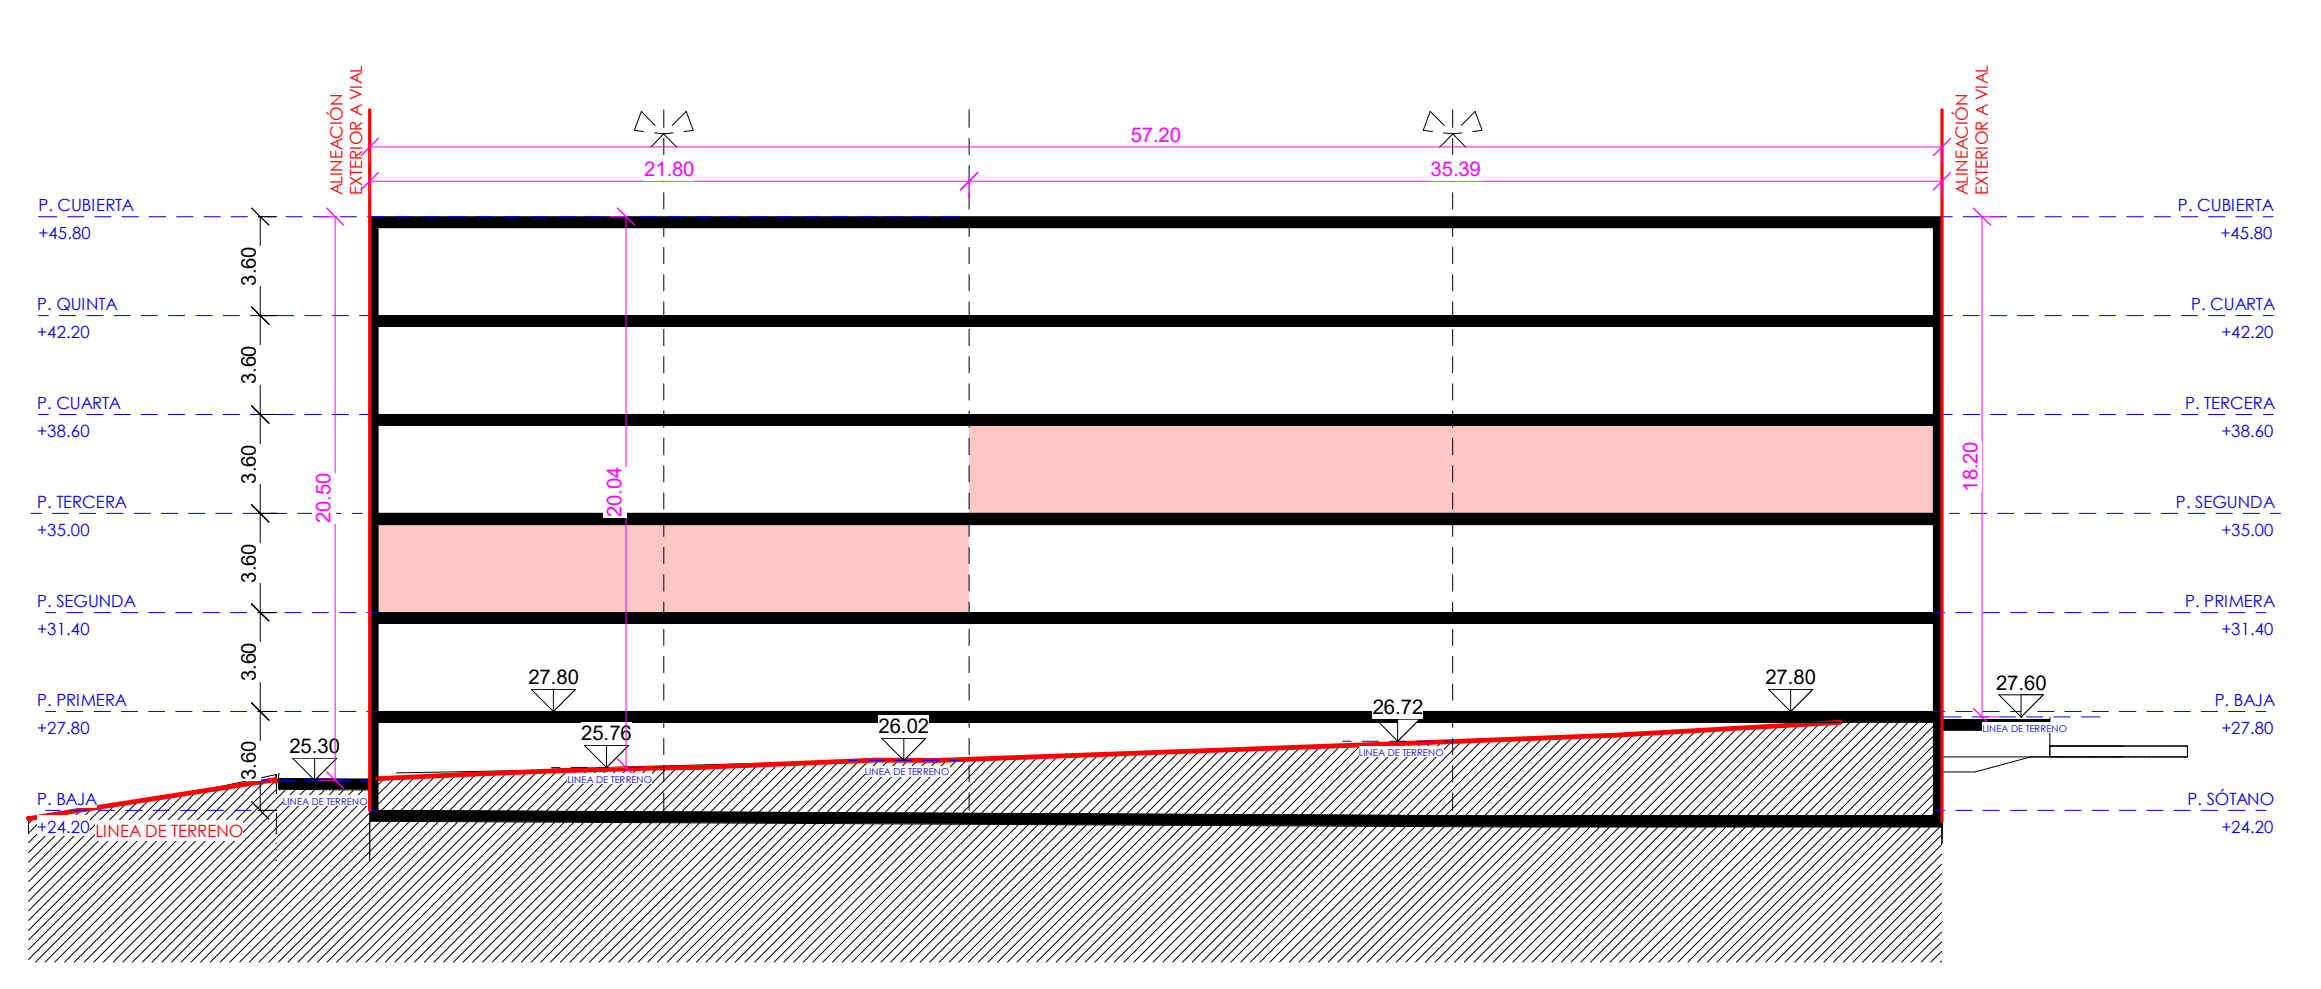 ALINEACIÓN
EXTERIOR A VIAL
ALINEACIÓN
EXTERIOR A VIAL
57.20
21.80
35.39
P. CUBIERTA
+45.80
P. CUBIERTA
+45.80
3.60
P. QUINTA
+42.20
P. CUARTA
+42.20
3.60
P. CUARTA
+38.60
P. TERCERA
+38.60
3.60
20.50
20.04
18.20
P. TERCERA
+35.00
P. SEGUNDA
+35.00
3.60
P. SEGUNDA
+31.40
P. PRIMERA
+31.40
3.60
27.80
27.80
27.60
P. PRIMERA
+27.80
P. BAJA
+27.80
26.72
26.02
25.76
25.30
LINEA DE TERRENO
LINEA DE TERRENO
LINEA DE TERRENO
LINEA DE TERRENO
LINEA DE TERRENO
3.60
P. BAJA
+24.20
LINEA DE TERRENO
P. SÓTANO
+24.20